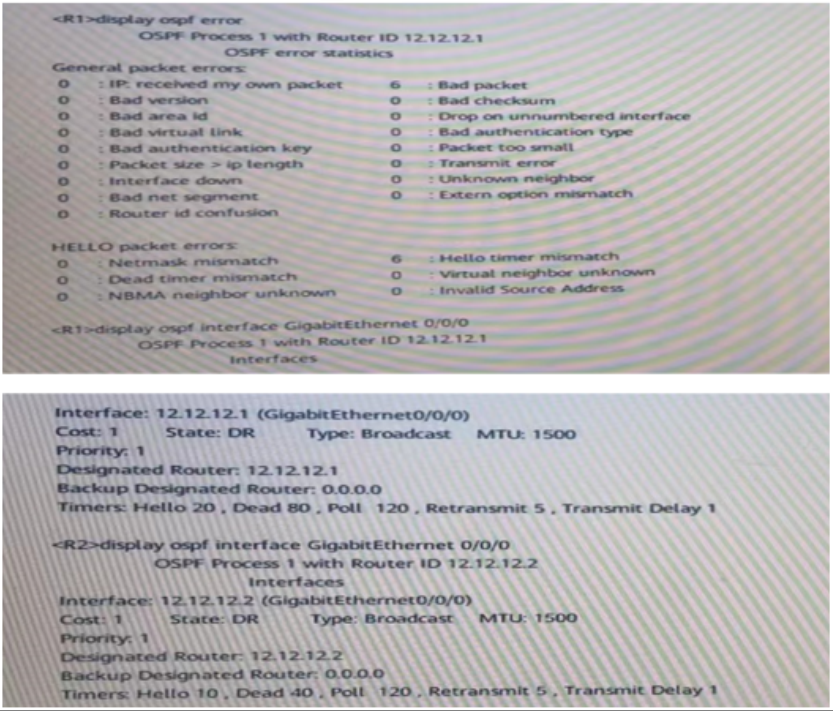 <R1>display ospf error
OSPF Process 1 with Router ID 12.12.12.1
OSPF error statistics
General packet errors:
0 : IP: received my own packet 6 : Bad packet
0 : Bad version 0 : Bad checksum
0 : Bad area id 0 : Drop on unnumbered interface
0 : Bad virtual link 0 : Bad authentication type
0 : Bad authentication key 0 : Packet too small
0 : Packet size > ip length 0 : Transmit error
0 : Interface down 0 : Unknown neighbor
0 : Bad net segment 0 : Extern option mismatch
0 : Router id confusion
HELLO packet errors:
0 : Netmask mismatch 6 : Hello timer mismatch
0 : Dead timer mismatch 0 : Virtual neighbor unknown
0 : NBMA neighbor unknown 0 : Invalid Source Address
<R1>display ospf interface GigabitEthernet 0/0/0
OSPF Process 1 with Router ID 12.12.12.1
Interfaces
Interface: 12.12.12.1 (GigabitEthernet0/0/0)
Cost: 1 State: DR Type: Broadcast MTU: 1500
Priority: 1
Designated Router: 12.12.12.1
Backup Designated Router: 0.0.0.0
Timers: Hello 20 , Dead 80 , Poll 120 , Retransmit 5 , Transmit Delay 1
<R2>display ospf interface GigabitEthernet 0/0/0
OSPF Process 1 with Router ID 12.12.12.2
Interfaces
Interface: 12.12.12.2 (GigabitEthernet0/0/0)
Cost: 1 State: DR Type: Broadcast MTU: 1500
Priority: 1
Designated Router: 12.12.12.2
Backup Designated Router: 0.0.0.0
Timers: Hello 10 , Dead 40 , Poll 120 , Retransmit 5 , Transmit Delay 1